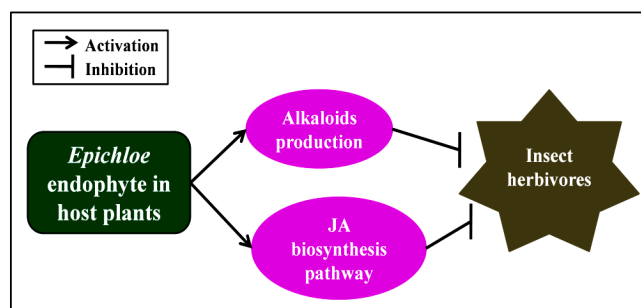 Activation
Inhibition
Epichloe
endophyte in
host plants
Alkaloids
production
JA
biosynthesis
pathway
Insect
herbivores